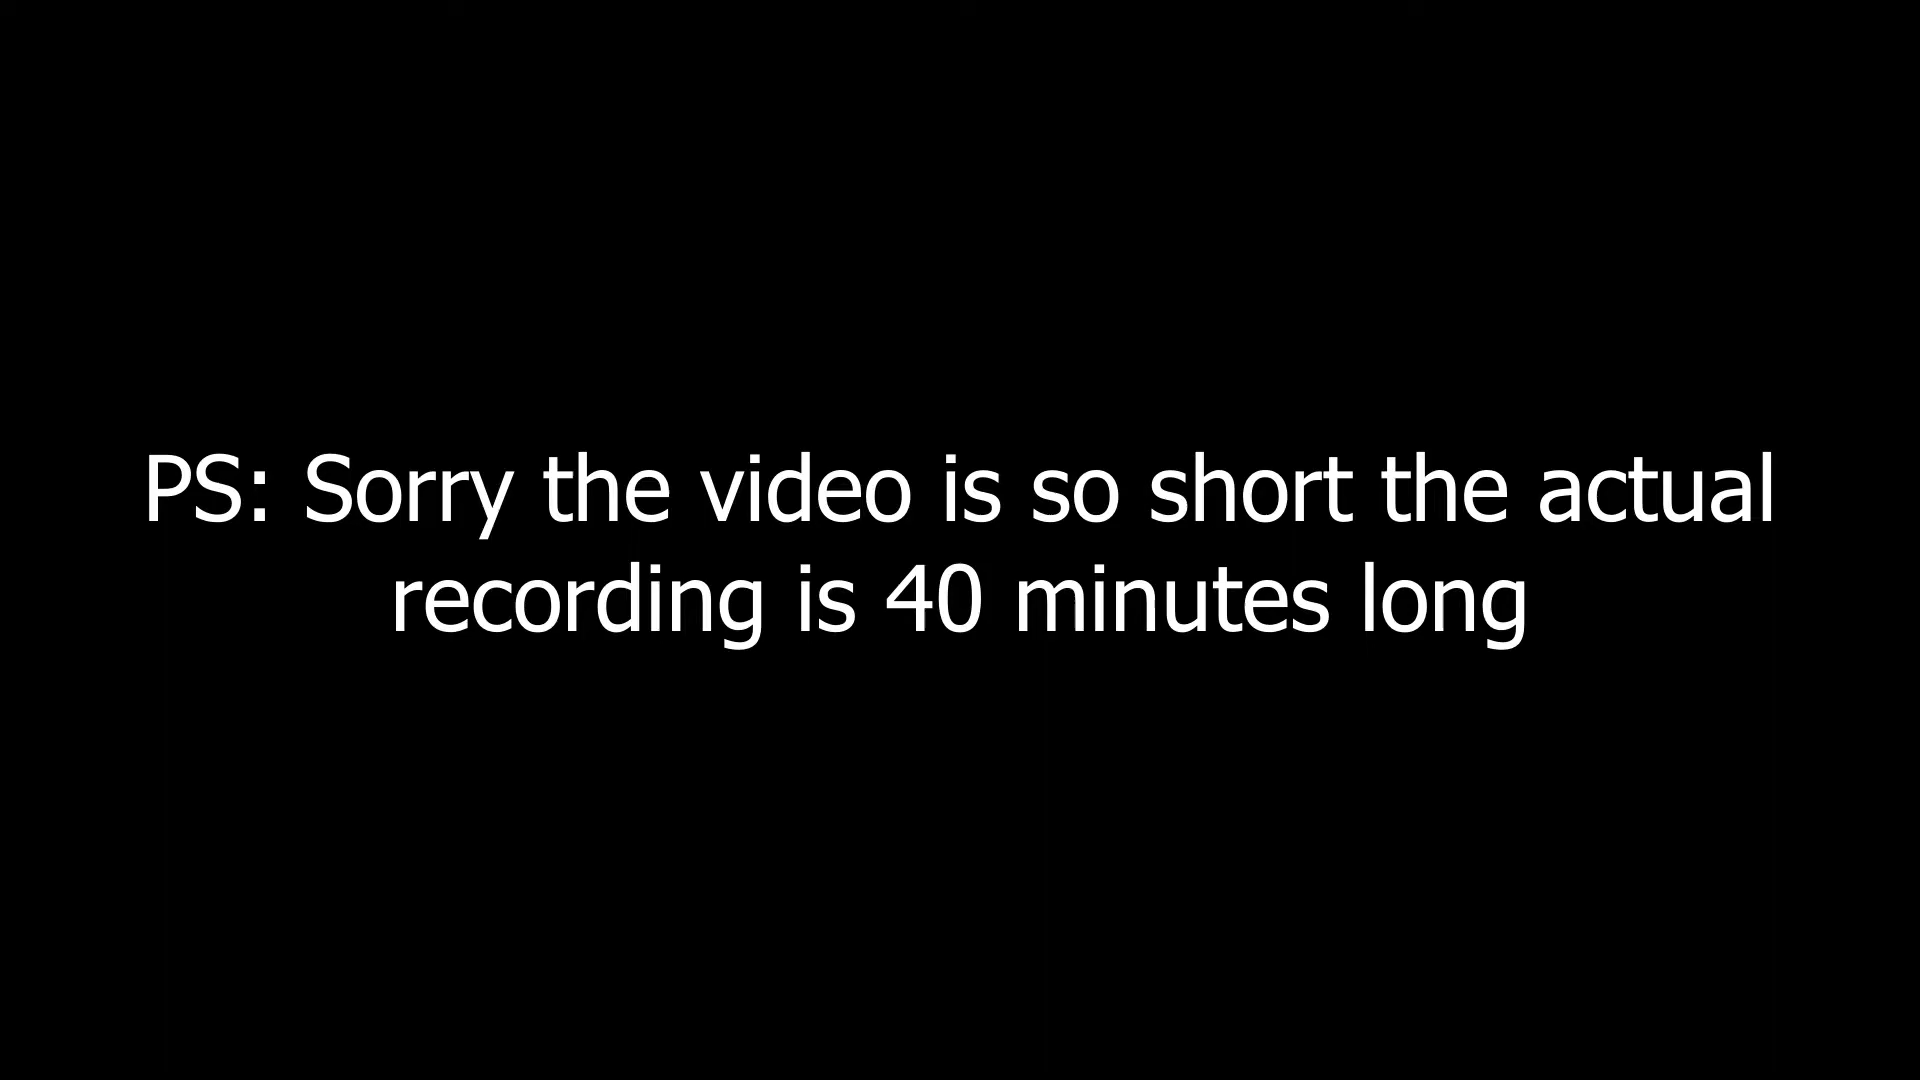 PS: Sorry the video is so short the actual
recording is 40 minutes long